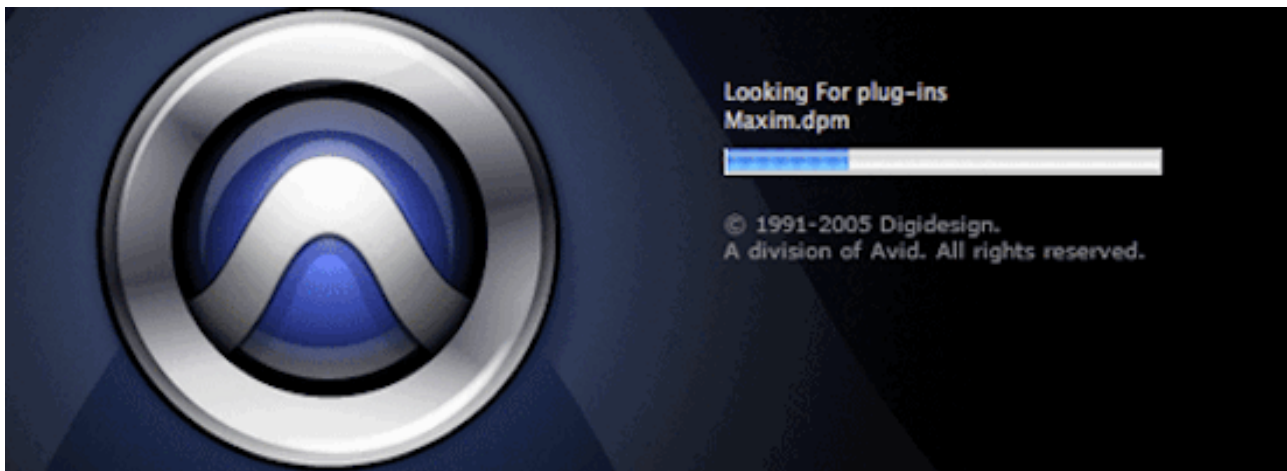 Looking For plug-ins
Maxim.dpm
© 1991-2005 Digidesign.
A division of Avid. All rights reserved.